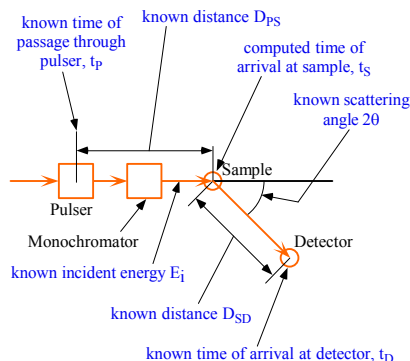 known time of
passage through
pulser, tP
known distance DPS
computed time of
arrival at sample, tS
known scattering
angle 2θ
Sample
Pulser
Monochromator
Detector
known incident energy Ei
known distance DSD
known time of arrival at detector, tD